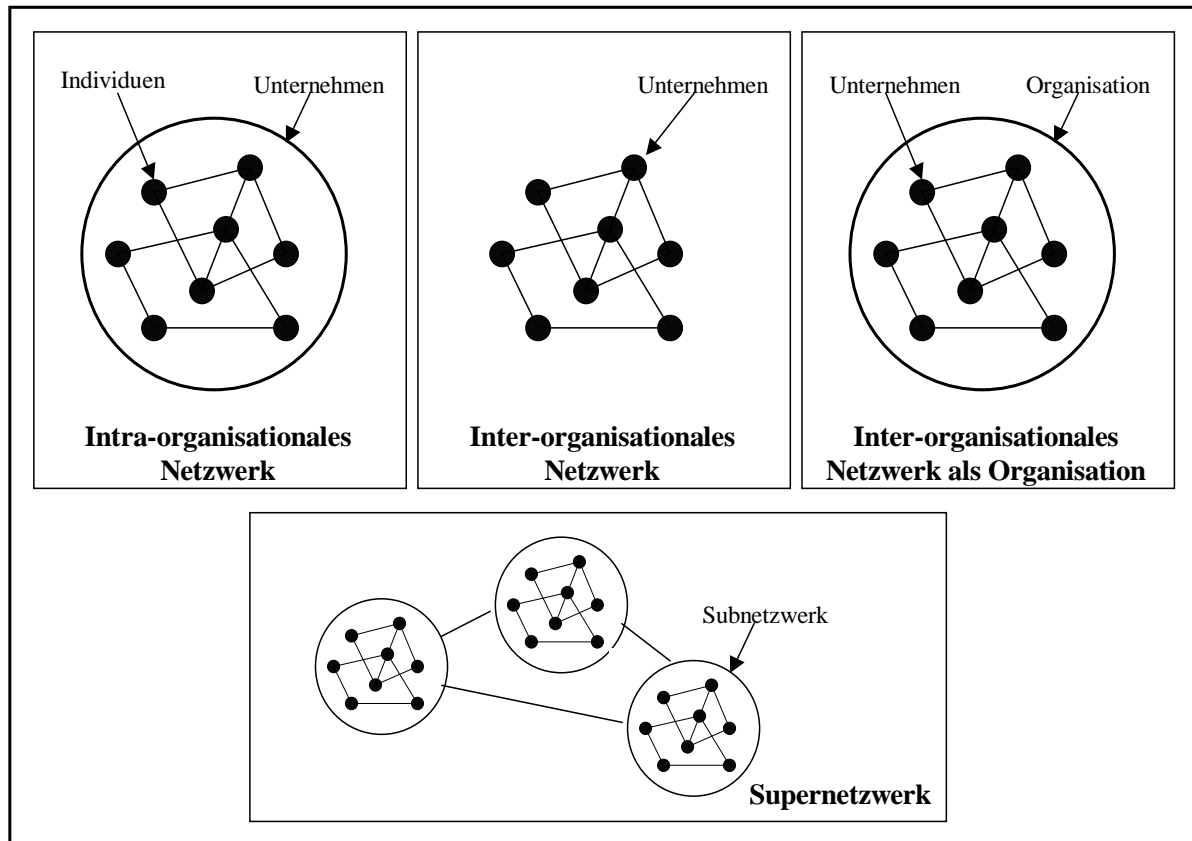 Individuen
Unternehmen
Intra-organisationales
Netzwerk
Unternehmen
Inter-organisationales
Netzwerk
Unternehmen
Organisation
Inter-organisationales
Netzwerk als Organisation
Subnetzwerk
Supernetzwerk